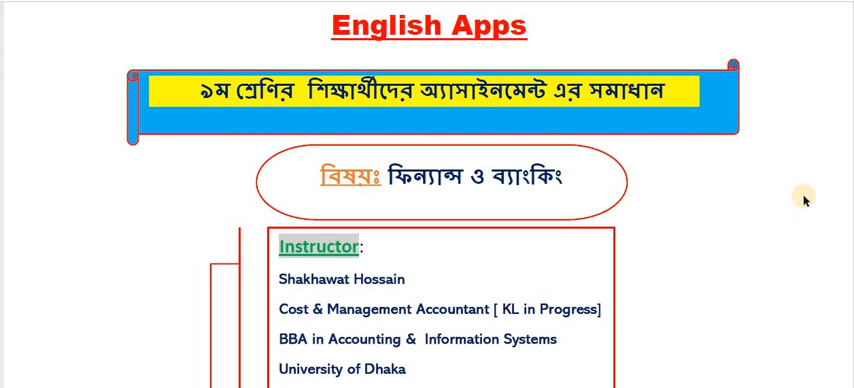 English Apps
৯ম শ্রেণির শিক্ষার্থীদের অ্যাসাইনমেন্ট এর সমাধান
বিষয়ঃ ফিন্যান্স ও ব্যাংকিং
Instructor:
Shakhawat Hossain
Cost & Management Accountant [ KL in Progress]
BBA in Accounting & Information Systems
University of Dhaka